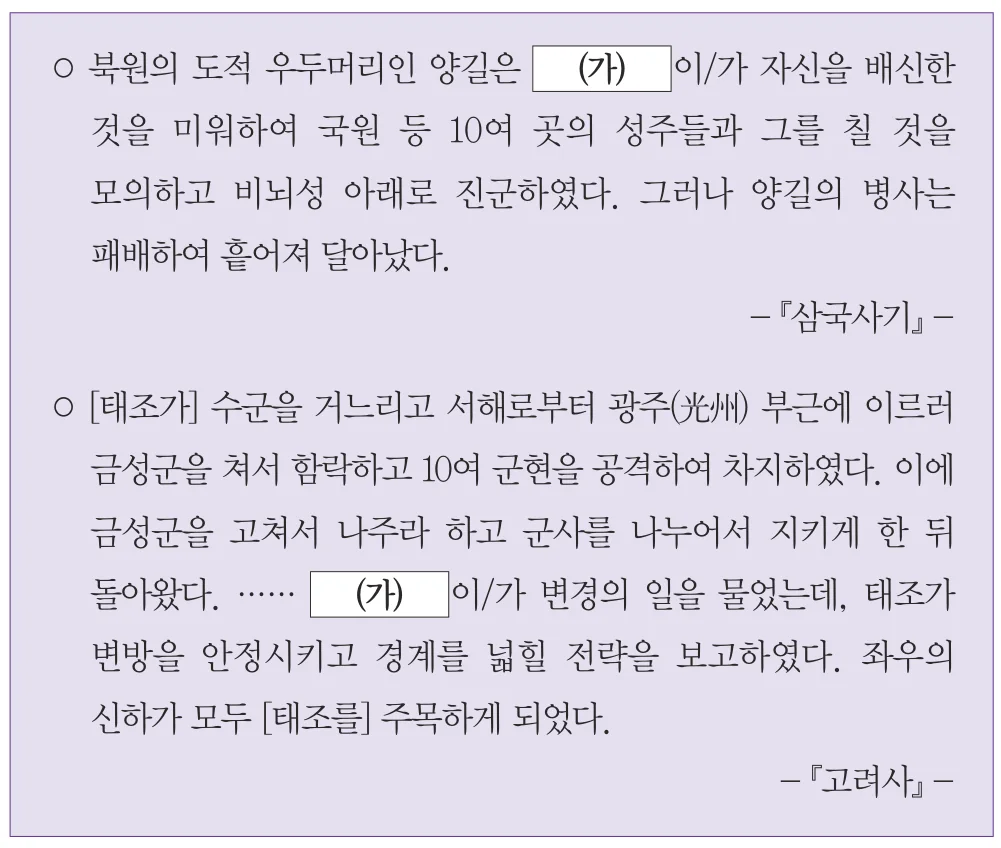 ○ 북원의 도적 우두머리인 양길은 (가) 이/가 자신을 배신한
것을 미워하여 국원 등 10여 곳의 성주들과 그를 칠 것을
모의하고 비뇌성 아래로 진군하였다. 그러나 양길의 병사는
패배하여 흩어져 달아났다.
-『삼국사기』-
○ [태조가] 수군을 거느리고 서해로부터 광주(光州) 부근에 이르러
금성군을 쳐서 함락하고 10여 군현을 공격하여 차지하였다. 이에
금성군을 고쳐서 나주라 하고 군사를 나누어서 지키게 한 뒤
돌아왔다. …… (가) 이/가 변경의 일을 물었는데, 태조가
변방을 안정시키고 경계를 넓힐 전략을 보고하였다. 좌우의
신하가 모두 [태조를] 주목하게 되었다.
-『고려사』-